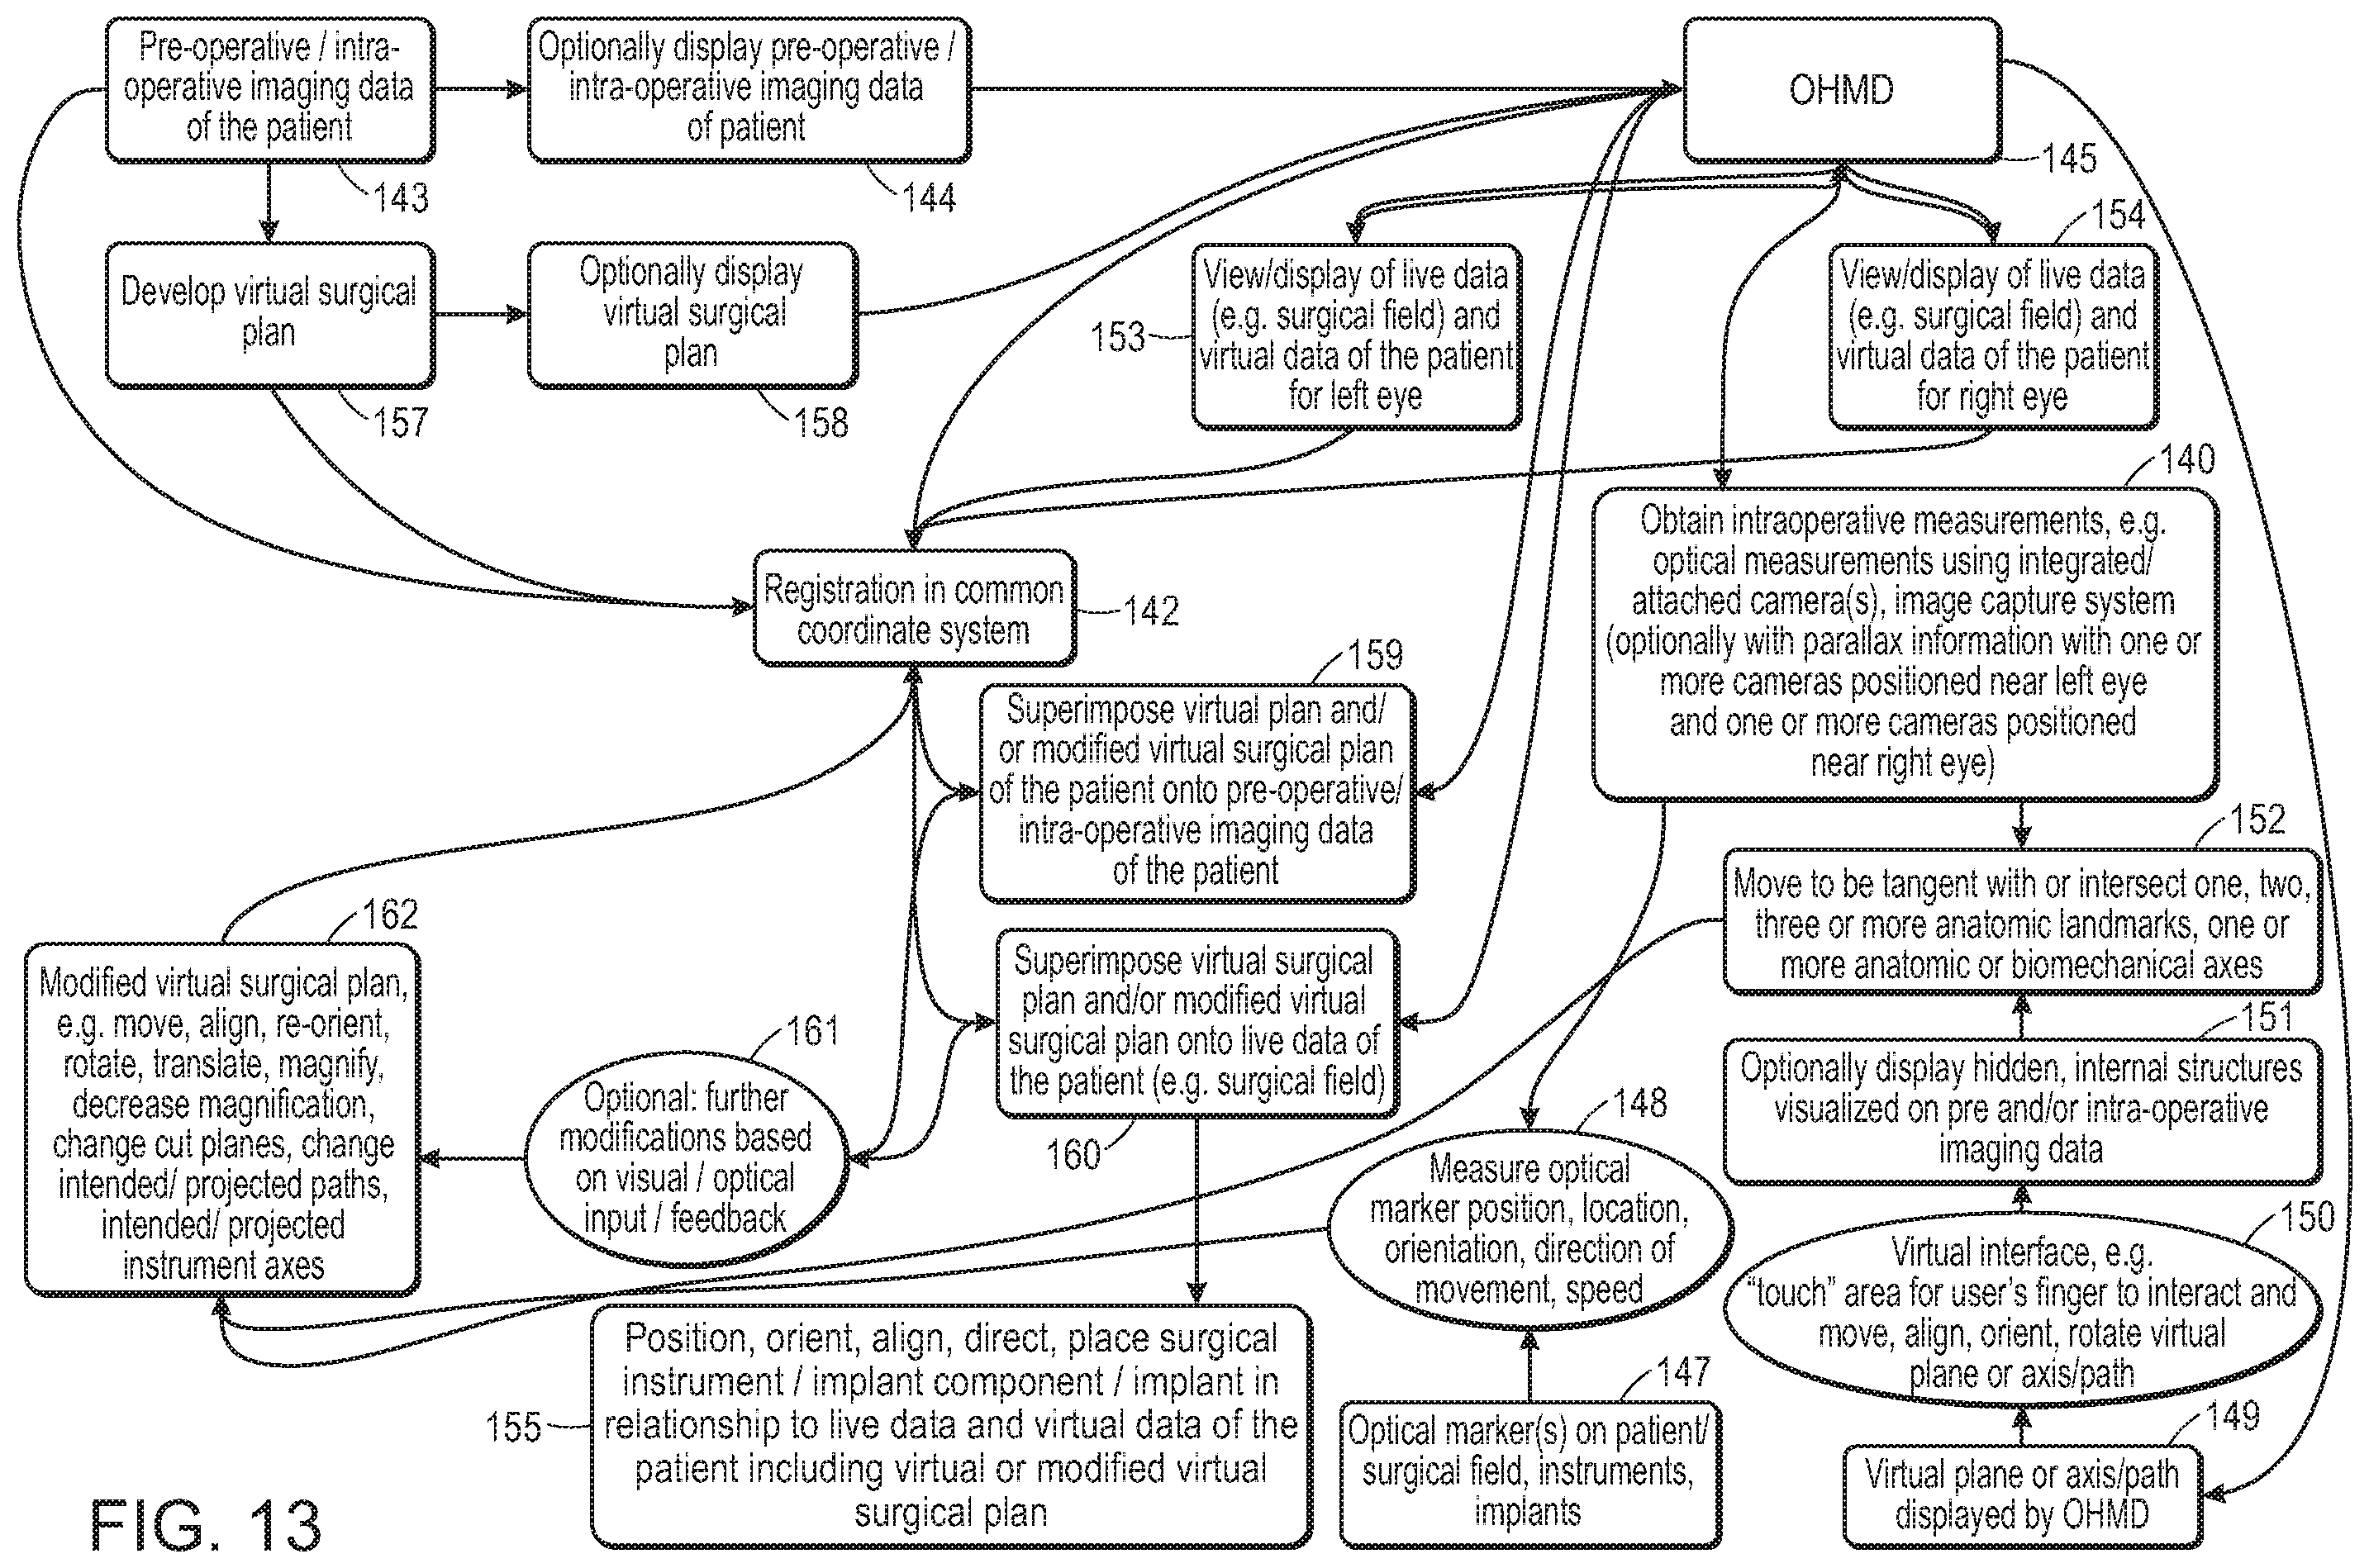 Pre-operative / intra-
operative imaging data
of the patient
143
Optionally display pre-operative /
intra-operative imaging data
of patient
144
OHMD
145
Develop virtual surgical
plan
157
Optionally display
virtual surgical
plan
158
View/display of live data
(e.g. surgical field) and
virtual data of the patient
for left eye
153
View/display of live data
(e.g. surgical field) and
virtual data of the patient
for right eye
154
Registration in common
coordinate system
142
Obtain intraoperative measurements, e.g.
optical measurements using integrated/
attached camera(s), image capture system
(optionally with parallax information with one or
more cameras positioned near left eye
and one or more cameras positioned
near right eye)
140
Superimpose virtual plan and/
or modified virtual surgical plan
of the patient onto pre-operative/
intra-operative imaging data
of the patient
159
Move to be tangent with or intersect one, two,
three or more anatomic landmarks, one or
more anatomic or biomechanical axes
152
Modified virtual surgical plan,
e.g. move, align, re-orient,
rotate, translate, magnify,
decrease magnification,
change cut planes, change
intended/ projected paths,
intended/ projected
instrument axes
162
Optional: further
modifications based
on visual / optical
input / feedback
161
Superimpose virtual surgical
plan and/or modified virtual
surgical plan onto live data of
the patient (e.g. surgical field)
160
Optionally display hidden, internal structures
visualized on pre and/or intra-operative
imaging data
151
Measure optical
marker position, location,
orientation, direction of
movement, speed
148
Virtual interface, e.g.
“touch” area for user’s finger to interact and
move, align, orient, rotate virtual
plane or axis/path
150
Position, orient, align, direct, place surgical
instrument / implant component / implant in
relationship to live data and virtual data of the
patient including virtual or modified virtual
surgical plan
155
Optical marker(s) on patient/
surgical field, instruments,
implants
147
Virtual plane or axis/path
displayed by OHMD
149
FIG. 13